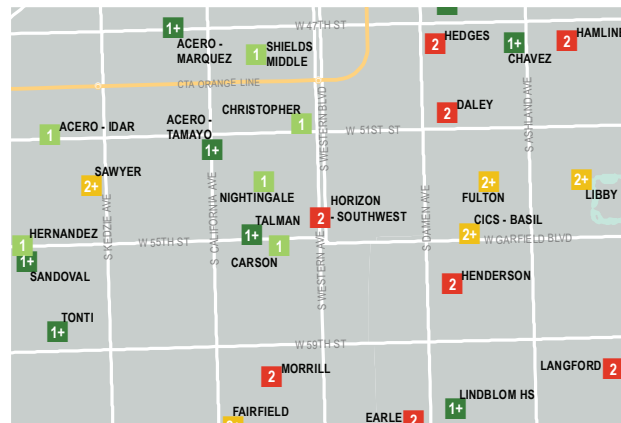 1+
W 47TH ST
ACERO -
MARQUEZ
1
SHIELDS
MIDDLE
2
HEDGES
1+
CHAVEZ
2
HAMLINE
CTA ORANGE LINE
CHRISTOPHER
1
S WESTERN BLVD
2
DALEY
S ASHLAND AVE
1
ACERO - IDAR
ACERO -
TAMAYO
1+
W 51ST ST
SAWYER
2+
1
NIGHTINGALE
2+
FULTON
2+
LIBBY
S KEDZIE AVE
S CALIFORNIA AVE
HORIZON
- SOUTHWEST
2
S DAMEN AVE
CICS - BASIL
2+
W GARFIELD BLVD
HERNANDEZ
1
1+
SANDOVAL
W 55TH ST
TALMAN
1+
1
CARSON
S WESTERN AVE
2
HENDERSON
TONTI
1+
W 59TH ST
MORRILL
2
LANGFORD
2
FAIRFIELD
2+
EARLE
2
LINDBLOM HS
1+